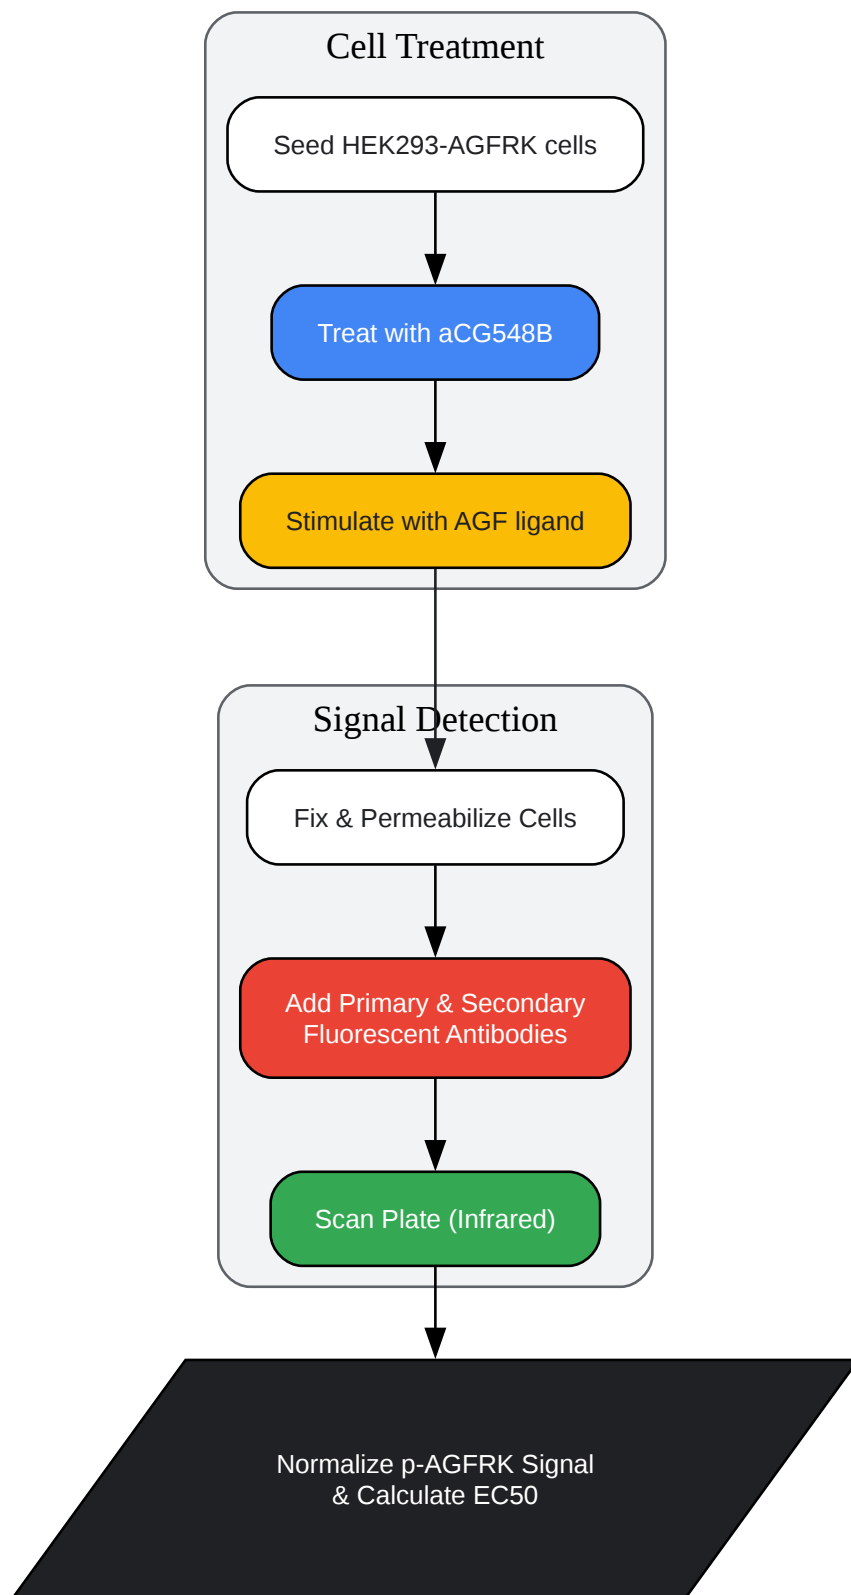 Cell Treatment
Seed HEK293-AGFRK cells
Treat with aCG548B
Stimulate with AGF ligand
Signal Detection
Fix & Permeabilize Cells
Add Primary & Secondary
Fluorescent Antibodies
Scan Plate (Infrared)
Normalize p-AGFRK Signal
& Calculate EC50